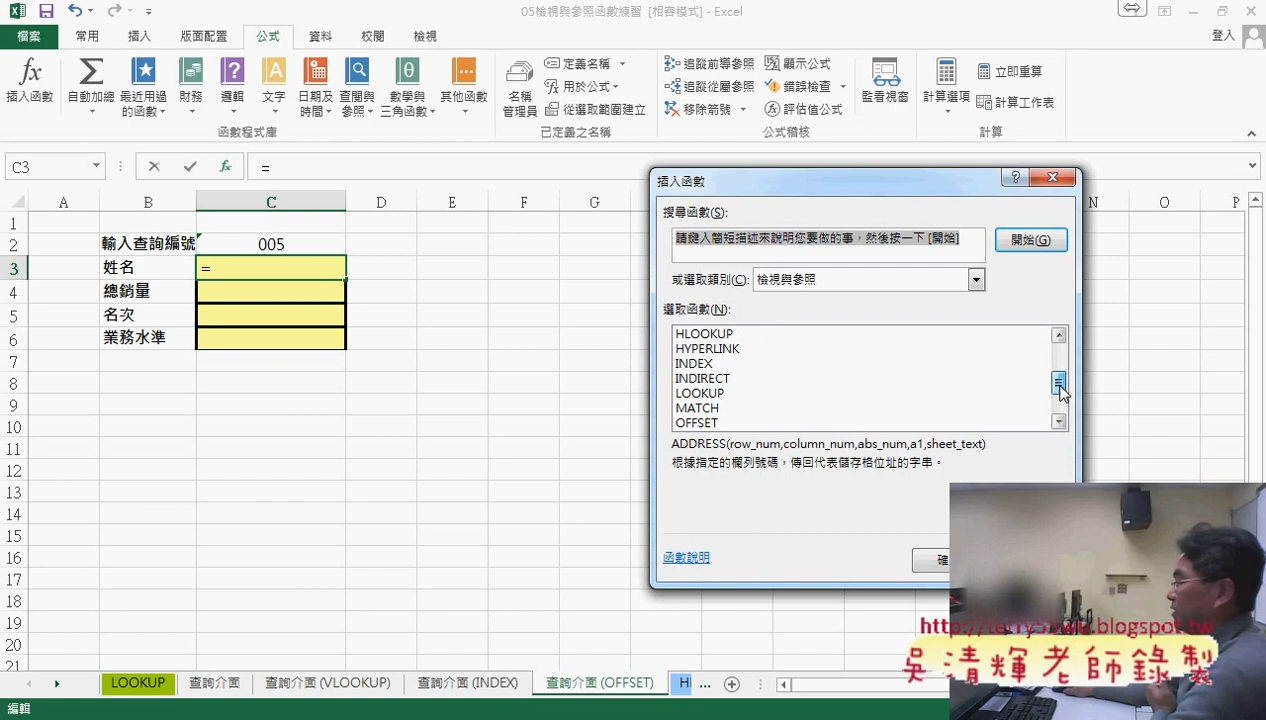 05檢視與參照函數練習 [相容模式] - Excel
檔案 常用 插入 版面配置 公式 資料 校閱 檢視 登入
插入函數 自動加總 最近用過的函數 財務 邏輯 文字 日期及時間 查閱與參照 數學與三角函數 其他函數 名稱管理員 定義名稱 用於公式 從選取範圍建立 追蹤前導參照 追蹤從屬參照 移除箭號 顯示公式 錯誤檢查 評估值公式 監看視窗 計算選項 立即重算 計算工作表
函數程式庫 已定義之名稱 公式稽核 計算
C3 fx =
A B C D E F G N O P
1
2 輸入查詢編號 005
3 姓名 =
4 總銷量
5 名次
6 業務水準
7
8
9
10
11
12
13
14
15
16
17
18
19
20
21
插入函數
搜尋函數(S):
請鍵入簡短描述來說明您要做的事，然後按一下 [開始]
開始(G)
或選取類別(C): 檢視與參照
選取函數(N):
HLOOKUP
HYPERLINK
INDEX
INDIRECT
LOOKUP
MATCH
OFFSET
ADDRESS(row_num,column_num,abs_num,a1,sheet_text)
根據指定的欄列號碼，傳回代表儲存格位址的字串。
函數說明 確
http://terry55wu.blogspot.tw
吳清輝老師錄製
LOOKUP 查詢介面 查詢介面 (VLOOKUP) 查詢介面 (INDEX) 查詢介面 (OFFSET) H ...
編輯